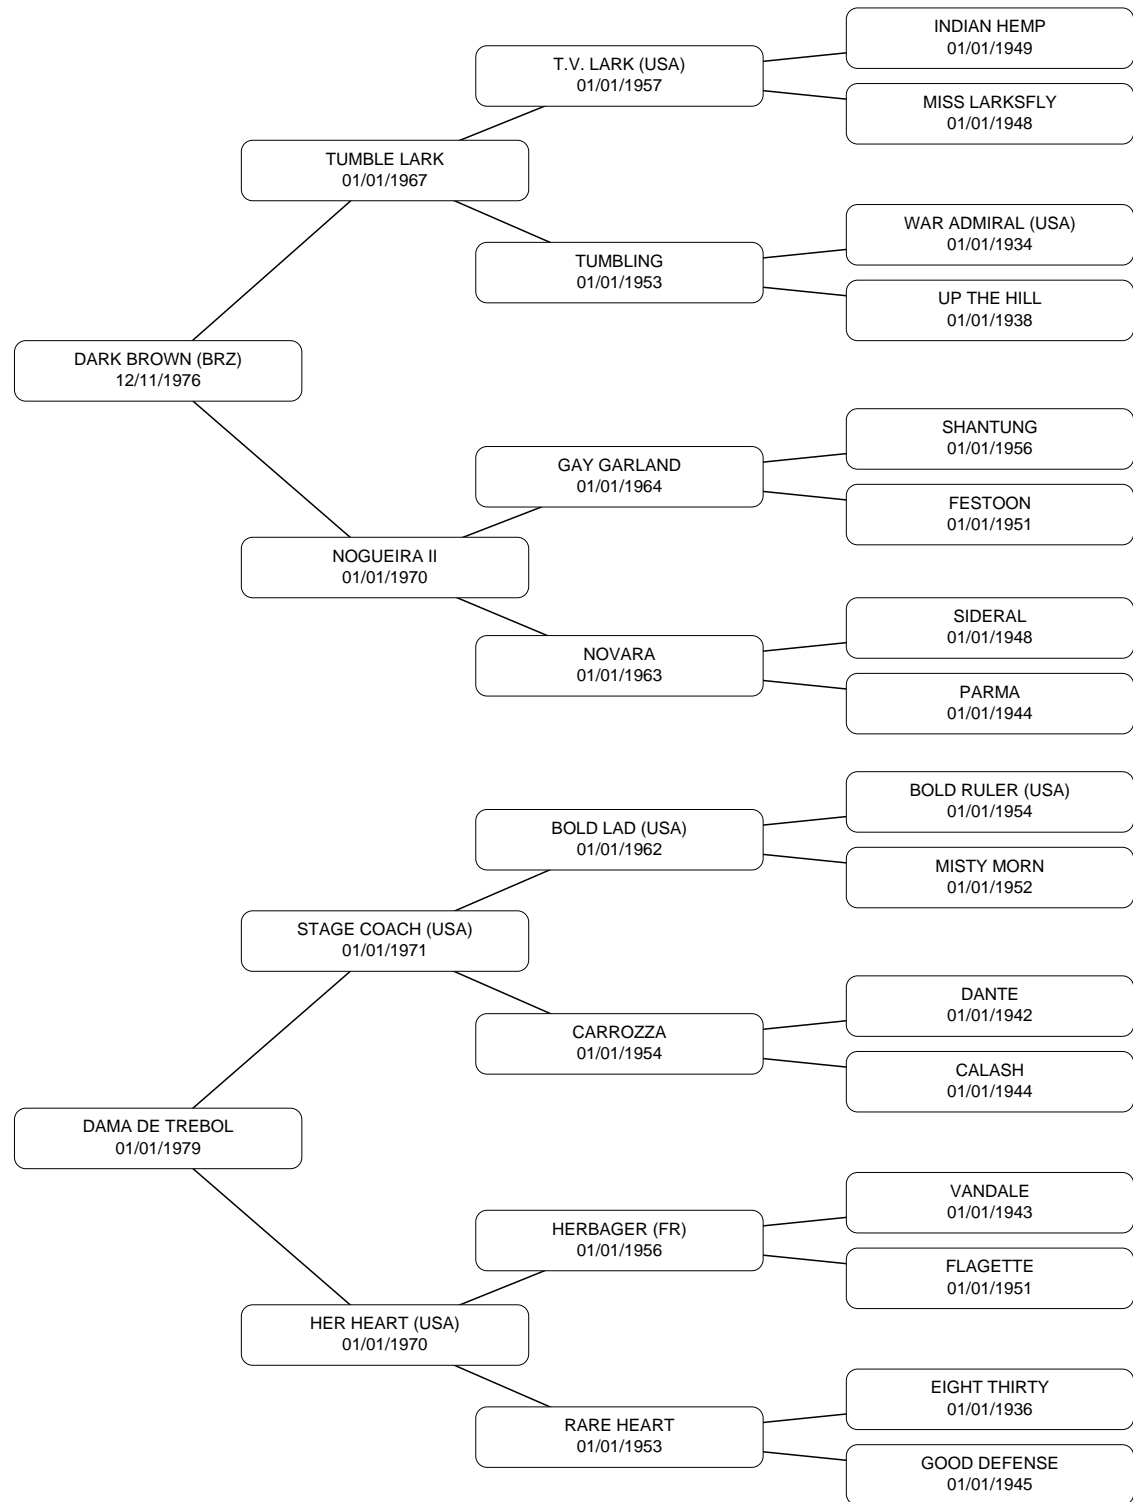 INDIAN HEMP
01/01/1949
T.V. LARK (USA)
01/01/1957
MISS LARKSFLY
01/01/1948
TUMBLE LARK
01/01/1967
WAR ADMIRAL (USA)
01/01/1934
TUMBLING
01/01/1953
UP THE HILL
01/01/1938
DARK BROWN (BRZ)
12/11/1976
SHANTUNG
01/01/1956
GAY GARLAND
01/01/1964
FESTOON
01/01/1951
NOGUEIRA II
01/01/1970
SIDERAL
01/01/1948
NOVARA
01/01/1963
PARMA
01/01/1944
BOLD RULER (USA)
01/01/1954
BOLD LAD (USA)
01/01/1962
MISTY MORN
01/01/1952
STAGE COACH (USA)
01/01/1971
DANTE
01/01/1942
CARROZZA
01/01/1954
CALASH
01/01/1944
DAMA DE TREBOL
01/01/1979
VANDALE
01/01/1943
HERBAGER (FR)
01/01/1956
FLAGETTE
01/01/1951
HER HEART (USA)
01/01/1970
EIGHT THIRTY
01/01/1936
RARE HEART
01/01/1953
GOOD DEFENSE
01/01/1945